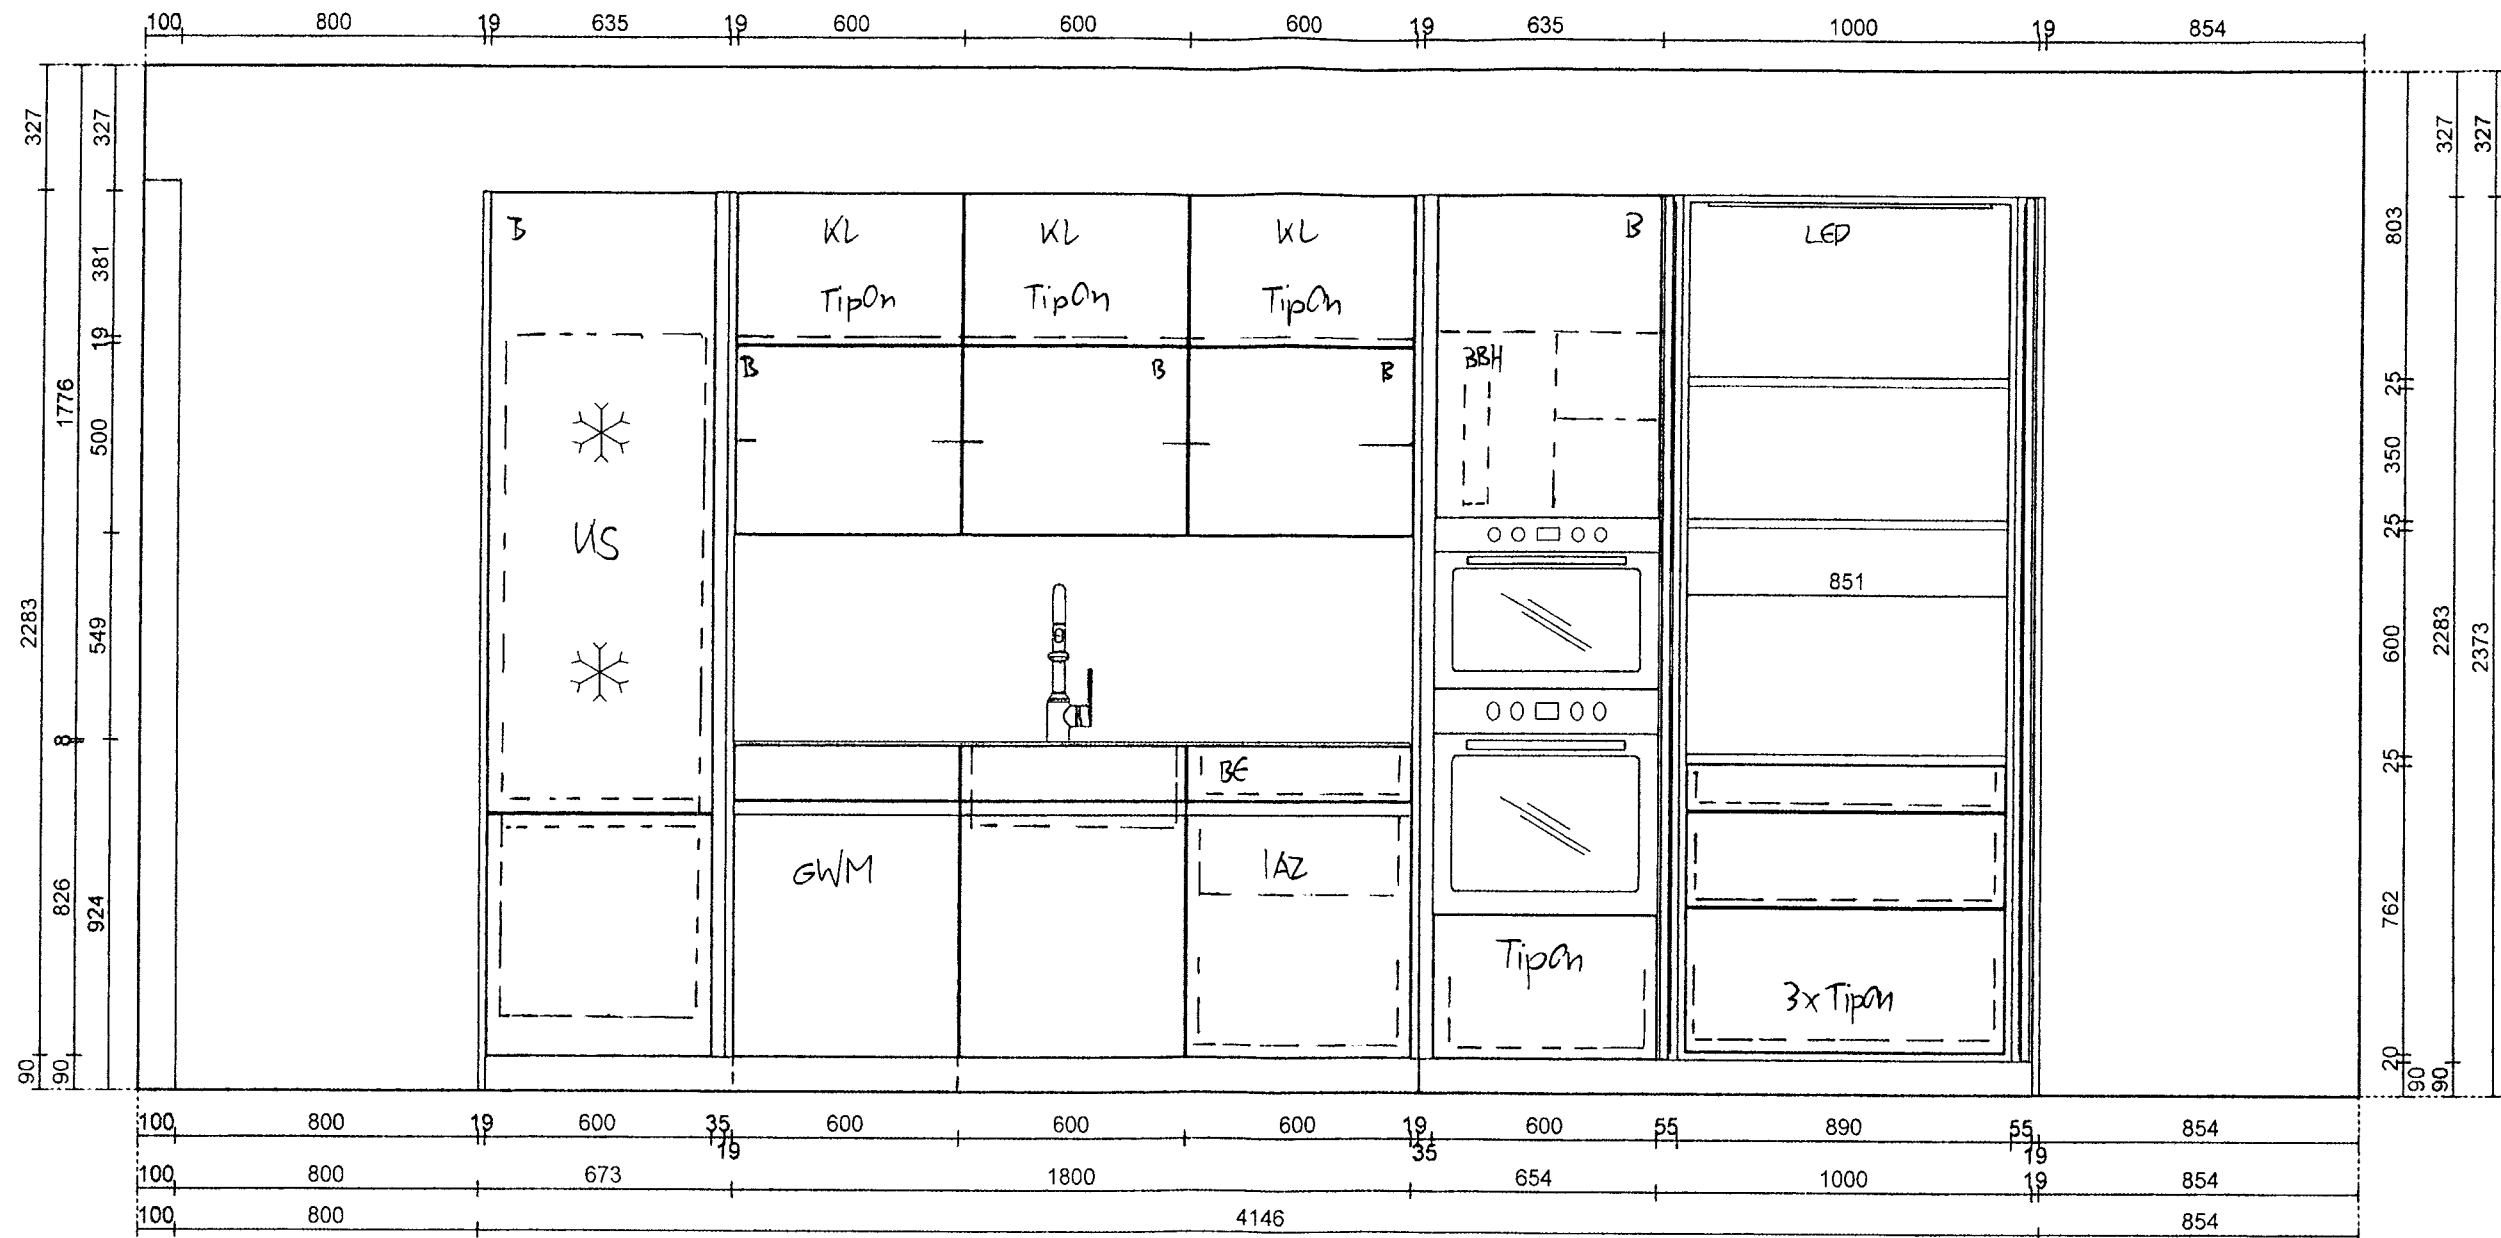 100 800 19 635 19 600 600 600 19 635 1000 19 854
327 327 327 327
B KL KL KL B LED
TipOn TipOn TipOn
381 803
19
B B B BBH
25
1776 500 350
US 25
851
2283 549 600 2283 2373
8
BE 25
GWM IAZ
826 924 762
TipOn
3x TipOn
20
90 90 90 90
100 800 19 600 35 600 600 600 19 600 55 890 55 854
19 35 19
100 800 673 1800 654 1000 19 854
100 800 4146 854